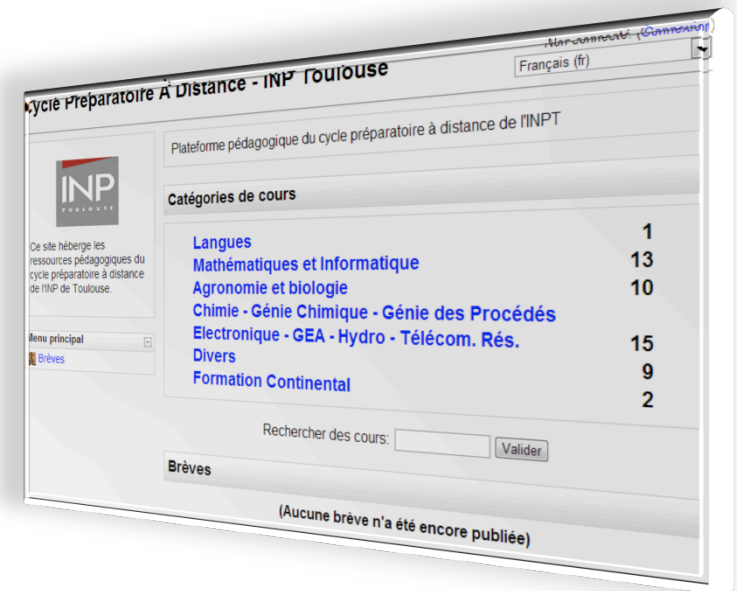 Non connecté. (Connexion)
Cycle Préparatoire À Distance - INP Toulouse
Français (fr)
INP
TOULOUSE
Ce site héberge les
ressources pédagogiques du
cycle préparatoire à distance
de l'INP de Toulouse.
Menu principal
Brèves
Plateforme pédagogique du cycle préparatoire à distance de l'INPT
Catégories de cours
Langues 1
Mathématiques et Informatique 13
Agronomie et biologie 10
Chimie - Génie Chimique - Génie des Procédés
Electronique - GEA - Hydro - Télécom. Rés. 15
Divers 9
Formation Continental 2
Rechercher des cours: Valider
Brèves
(Aucune brève n'a été encore publiée)